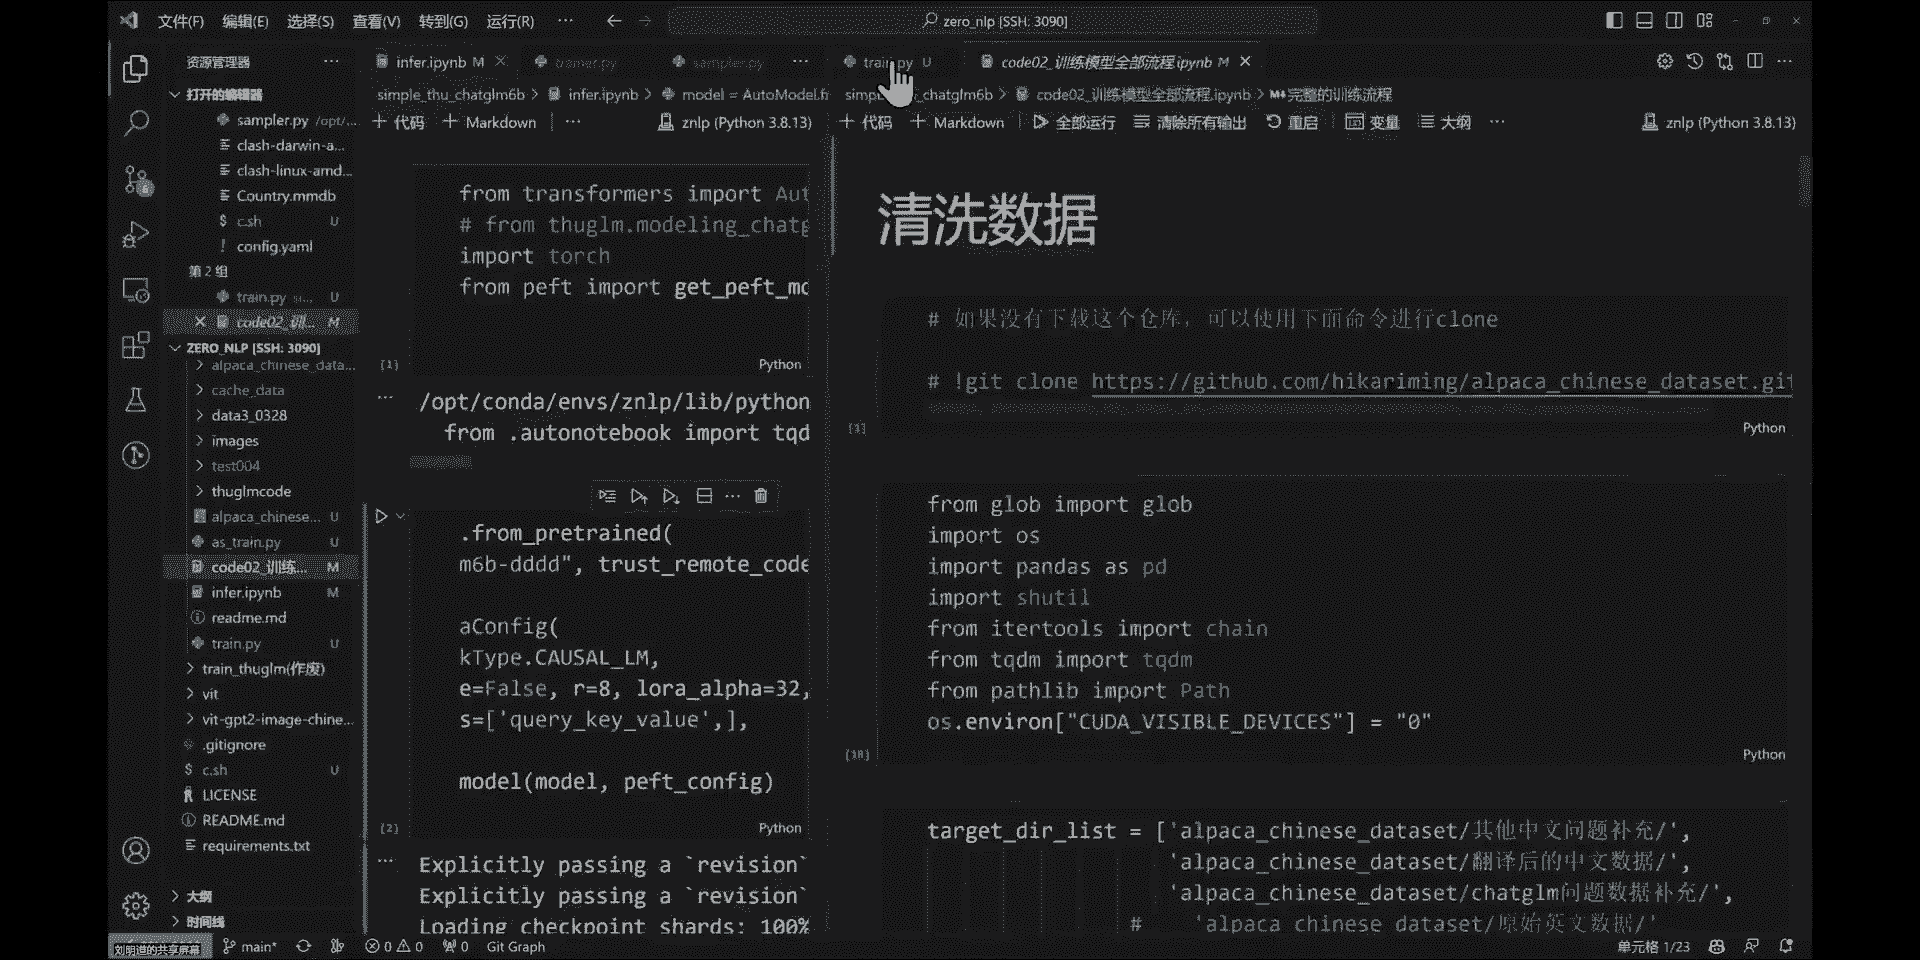 文件(F) 编辑(E) 选择(S) 查看(V) 转到(G) 运行(R) ··· zero_nlp [SSH: 3090]
资源管理器 ···
打开的编辑器
sampler.py /opt/...
clash-darwin-a...
clash-linux-amd...
Country.mmdb
$ c.sh U
! config.yaml
第 2 组
train.py U
code02_训... M
ZERO_NLP [SSH: 3090]
alpaca_chinese_data...
cache_data
data3_0328
images
test004
thuglmcode
alpaca_chinese... U
as_train.py U
code02_训练... M
infer.ipynb M
readme.md
train.py U
train_thuglm(作废)
vit
vit-gpt2-image-chine...
.gitignore
$ c.sh U
LICENSE
README.md
requirements.txt
大纲
时间线
infer.ipynb M trainer.py sampler.py ···
simple_thu_chatglm6b > infer.ipynb > model = AutoModel.fr
+ 代码 + Markdown ··· znlp (Python 3.8.13)
from transformers import Aut
# from thuglm.modeling_chatg
import torch
from peft import get_peft_mo
[1] Python
/opt/conda/envs/znlp/lib/python
from .autonotebook import tqd
.from_pretrained(
m6b-dddd", trust_remote_code
aConfig(
kType.CAUSAL_LM,
e=False, r=8, lora_alpha=32,
s=['query_key_value',],
model(model, peft_config)
[2] Python
Explicitly passing a `revision`
Explicitly passing a `revision`
Loading checkpoint shards: 100%
train.py U code02_训练模型全部流程.ipynb M
chatglm6b > code02_训练模型全部流程.ipynb > M↓完整的训练流程
+ 代码 + Markdown 全部运行 清除所有输出 重启 变量 大纲 ··· znlp (Python 3.8.13)
清洗数据
# 如果没有下载这个仓库，可以使用下面命令进行clone
# !git clone https://github.com/hikariming/alpaca_chinese_dataset.git
[1] Python
from glob import glob
import os
import pandas as pd
import shutil
from itertools import chain
from tqdm import tqdm
from pathlib import Path
os.environ["CUDA_VISIBLE_DEVICES"] = "0"
Python
target_dir_list = ['alpaca_chinese_dataset/其他中文问题补充/',
'alpaca_chinese_dataset/翻译后的中文数据/',
'alpaca_chinese_dataset/chatglm问题数据补充/',
# 'alpaca_chinese_dataset/原始英文数据/'
刘明道的共享屏幕 main* 0 0 0 Git Graph 单元格 1/23